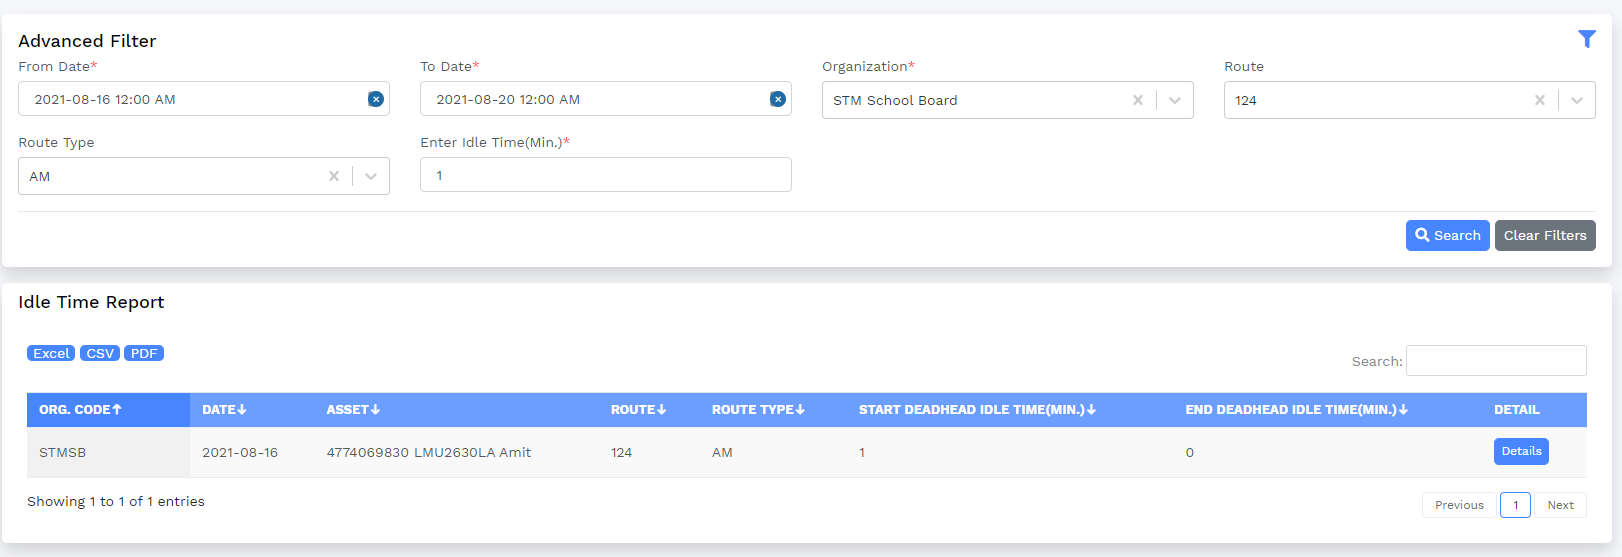 Advanced Filter
From Date* To Date* Organization* Route
2021-08-16 12:00 AM 2021-08-20 12:00 AM STM School Board 124
Route Type Enter Idle Time(Min.)*
AM 1
Search Clear Filters
Idle Time Report
Excel CSV PDF
Search:
ORG. CODE DATE ASSET ROUTE ROUTE TYPE START DEADHEAD IDLE TIME(MIN.) END DEADHEAD IDLE TIME(MIN.) DETAIL
STMSB 2021-08-16 4774069830 LMU2630LA Amit 124 AM 1 0 Details
Showing 1 to 1 of 1 entries Previous 1 Next